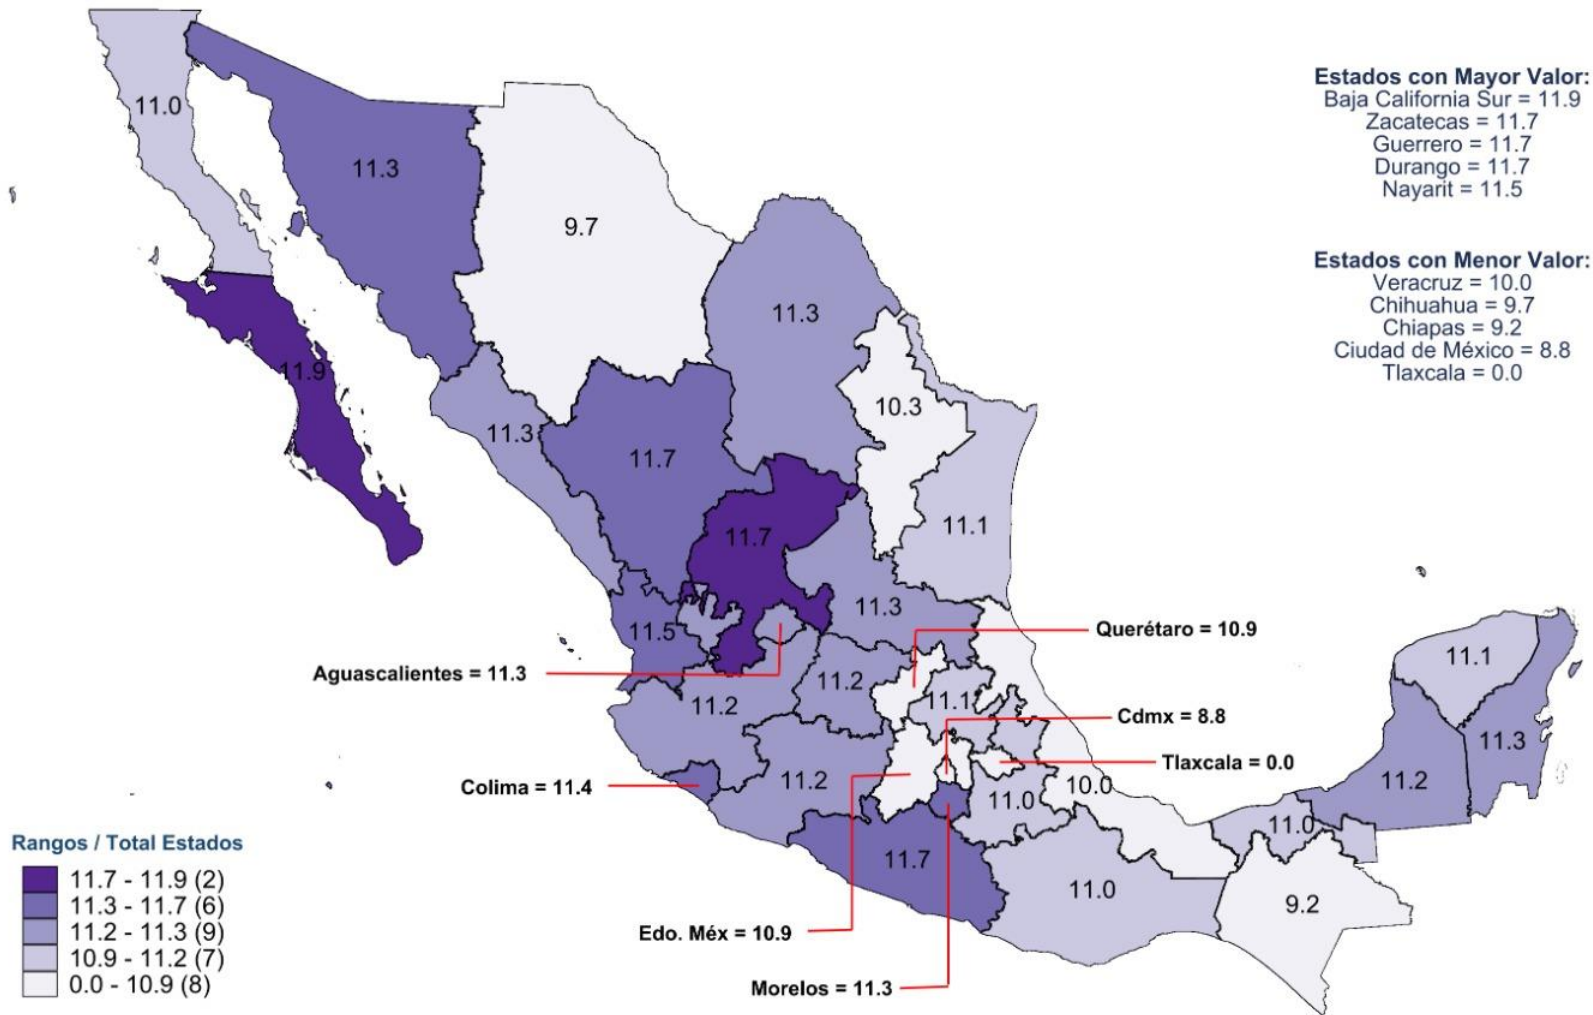 11.0
11.3
9.7
11.9
11.3
11.3
11.7
10.3
11.7
11.1
11.5
11.3
11.2
11.2
11.1
11.2
11.0
10.0
11.7
11.0
11.0
9.2
11.2
11.1
11.3
Estados con Mayor Valor:
Baja California Sur = 11.9
Zacatecas = 11.7
Guerrero = 11.7
Durango = 11.7
Nayarit = 11.5
Estados con Menor Valor:
Veracruz = 10.0
Chihuahua = 9.7
Chiapas = 9.2
Ciudad de México = 8.8
Tlaxcala = 0.0
Querétaro = 10.9
Aguascalientes = 11.3
Cdmx = 8.8
Tlaxcala = 0.0
Colima = 11.4
Edo. Méx = 10.9
Morelos = 11.3
Rangos / Total Estados
11.7 - 11.9 (2)
11.3 - 11.7 (6)
11.2 - 11.3 (9)
10.9 - 11.2 (7)
0.0 - 10.9 (8)